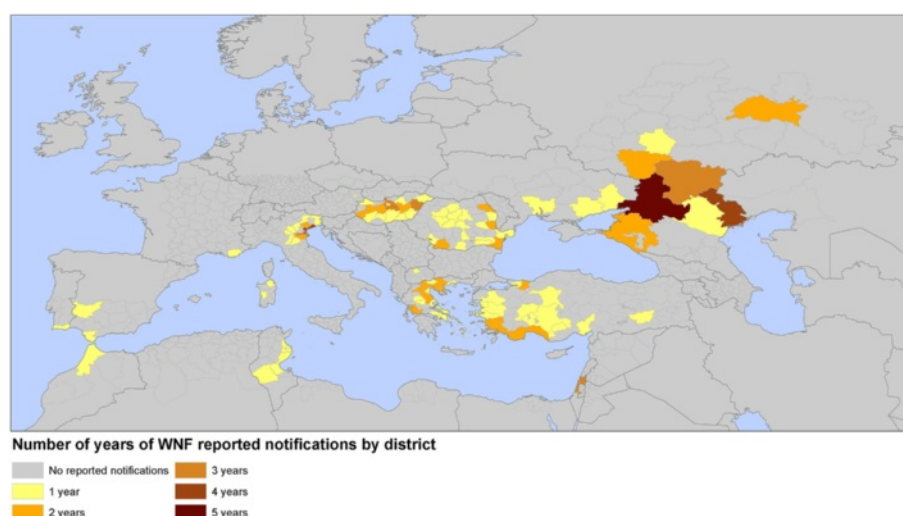 Number of years of WNF reported notifications by district
No reported notifications
3 years
1 year
4 years
2 years
5 years